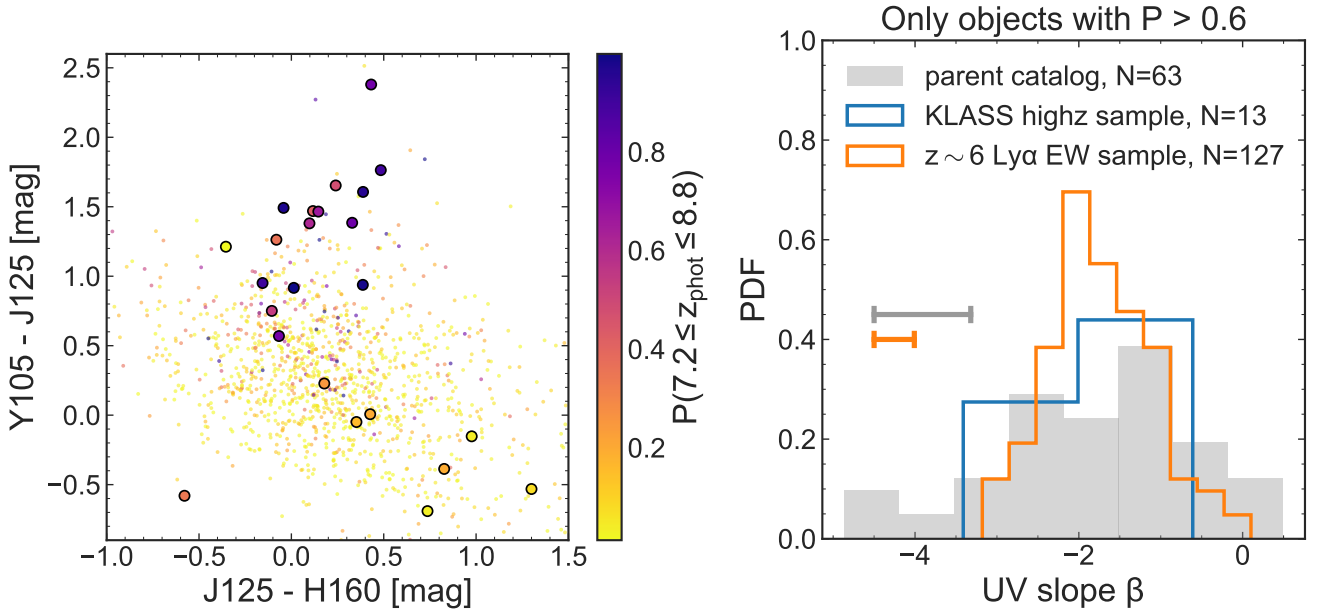 2.5
2.0
1.5
1.0
0.5
0.0
−0.5
Y105 - J125 [mag]
−1.0 −0.5 0.0 0.5 1.0 1.5
J125 - H160 [mag]
0.8
0.6
0.4
0.2
P(7.2 ≤ z_phot ≤ 8.8)
Only objects with P > 0.6
parent catalog, N=63
KLASS highz sample, N=13
z ~ 6 Lyα EW sample, N=127
1.0
0.8
0.6
0.4
0.2
0.0
PDF
−4 −2 0
UV slope β